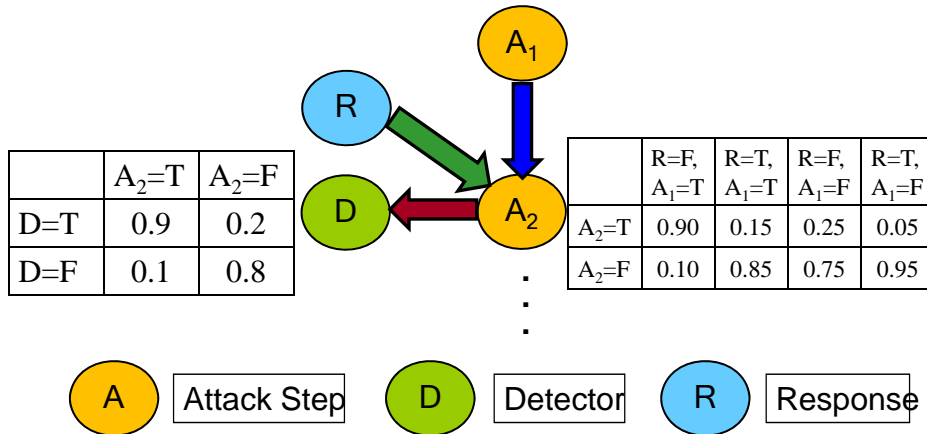 A₁
R
D
A₂
A₂=T A₂=F
D=T 0.9 0.2
D=F 0.1 0.8
R=F, R=T, R=F, R=T,
A₁=T A₁=T A₁=F A₁=F
A₂=T 0.90 0.15 0.25 0.05
A₂=F 0.10 0.85 0.75 0.95
.
.
.
A Attack Step D Detector R Response